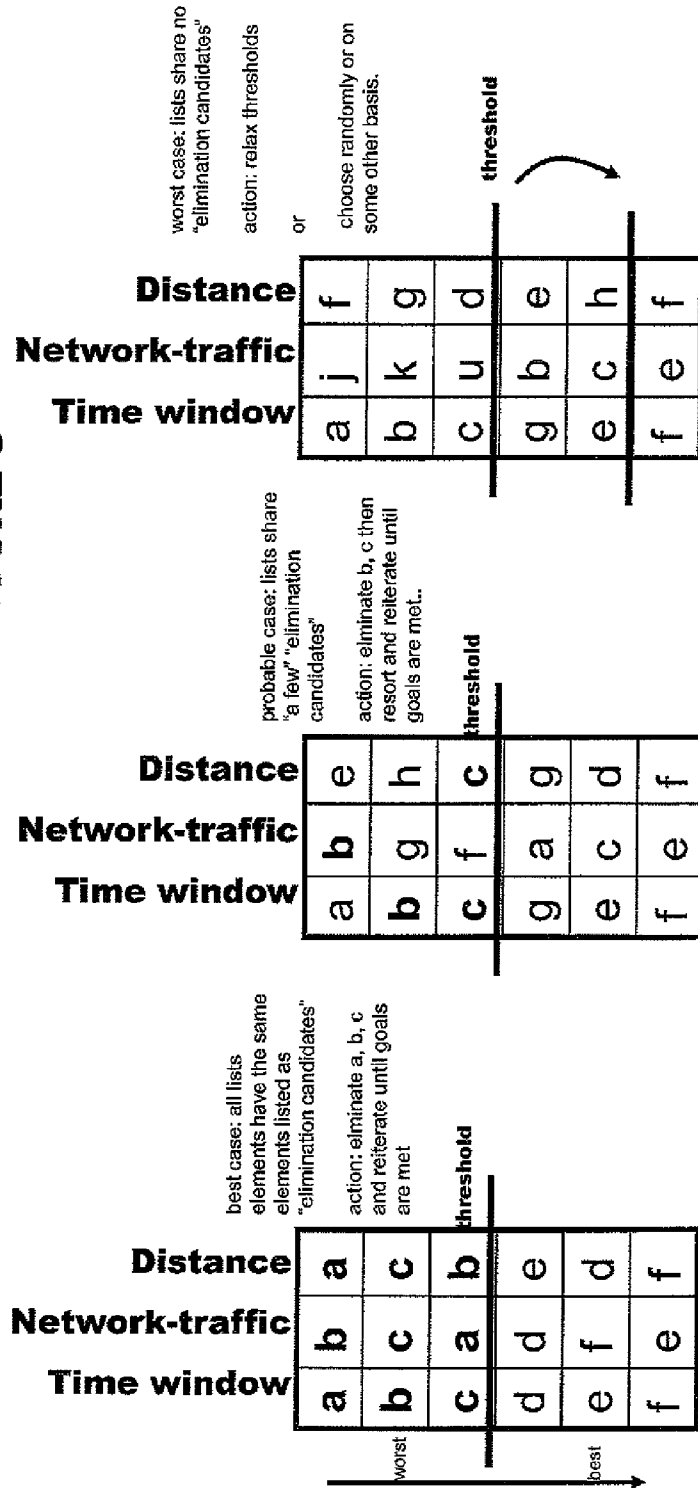 best case: all lists
elements have the same
elements listed as
"elimination candidates"
action: elminate a, b, c
and reiterate until goals
are met
threshold
Time window
Network-traffic
Distance
worst
best
a b a
b c c
c a b
d d e
e f d
f e f
probable case: lists share
"a few" "elimination
candidates"
action: elminate b, c then
resort and reiterate until
goals are met..
threshold
Time window
Network-traffic
Distance
a b e
b g h
c f c
g a g
e c d
f e f
worst case: lists share no
"elimination candidates"
action: relax thresholds
or
choose randomly or on
some other basis.
threshold
Time window
Network-traffic
Distance
a j f
b k g
c u d
g b e
e c h
f e f